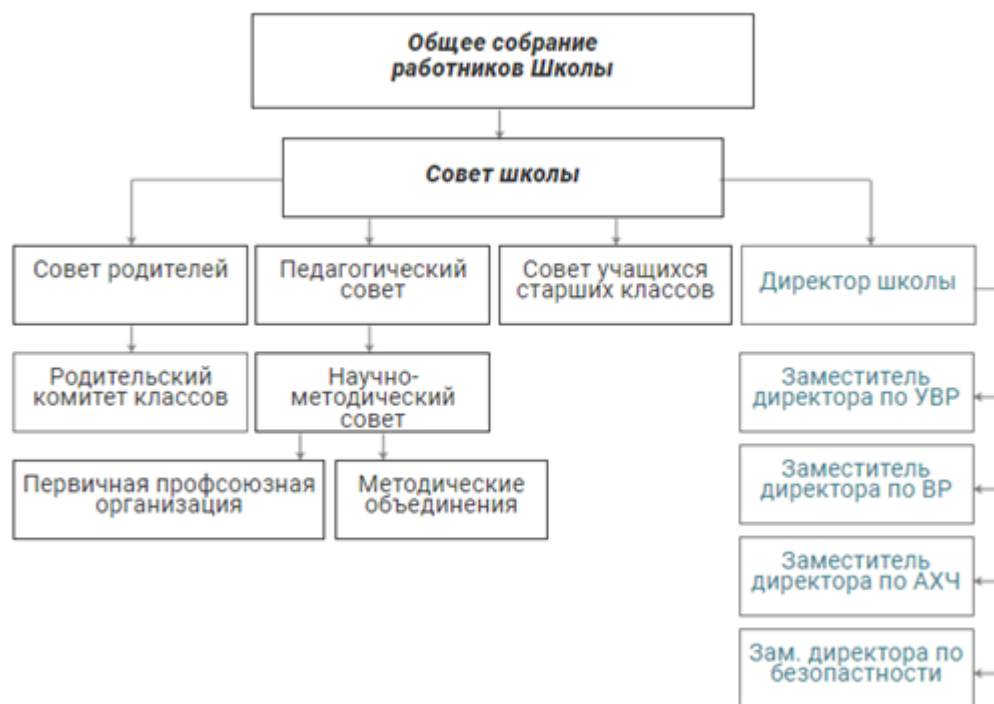 Общее собрание
работников Школы
Совет школы
Совет родителей
Педагогический
совет
Совет учащихся
старших классов
Директор школы
Родительский
комитет классов
Научно-
методический
совет
Заместитель
директора по УВР
Первичная профсоюзная
организация
Методические
объединения
Заместитель
директора по ВР
Заместитель
директора по АХЧ
Зам. директора по
безопастности